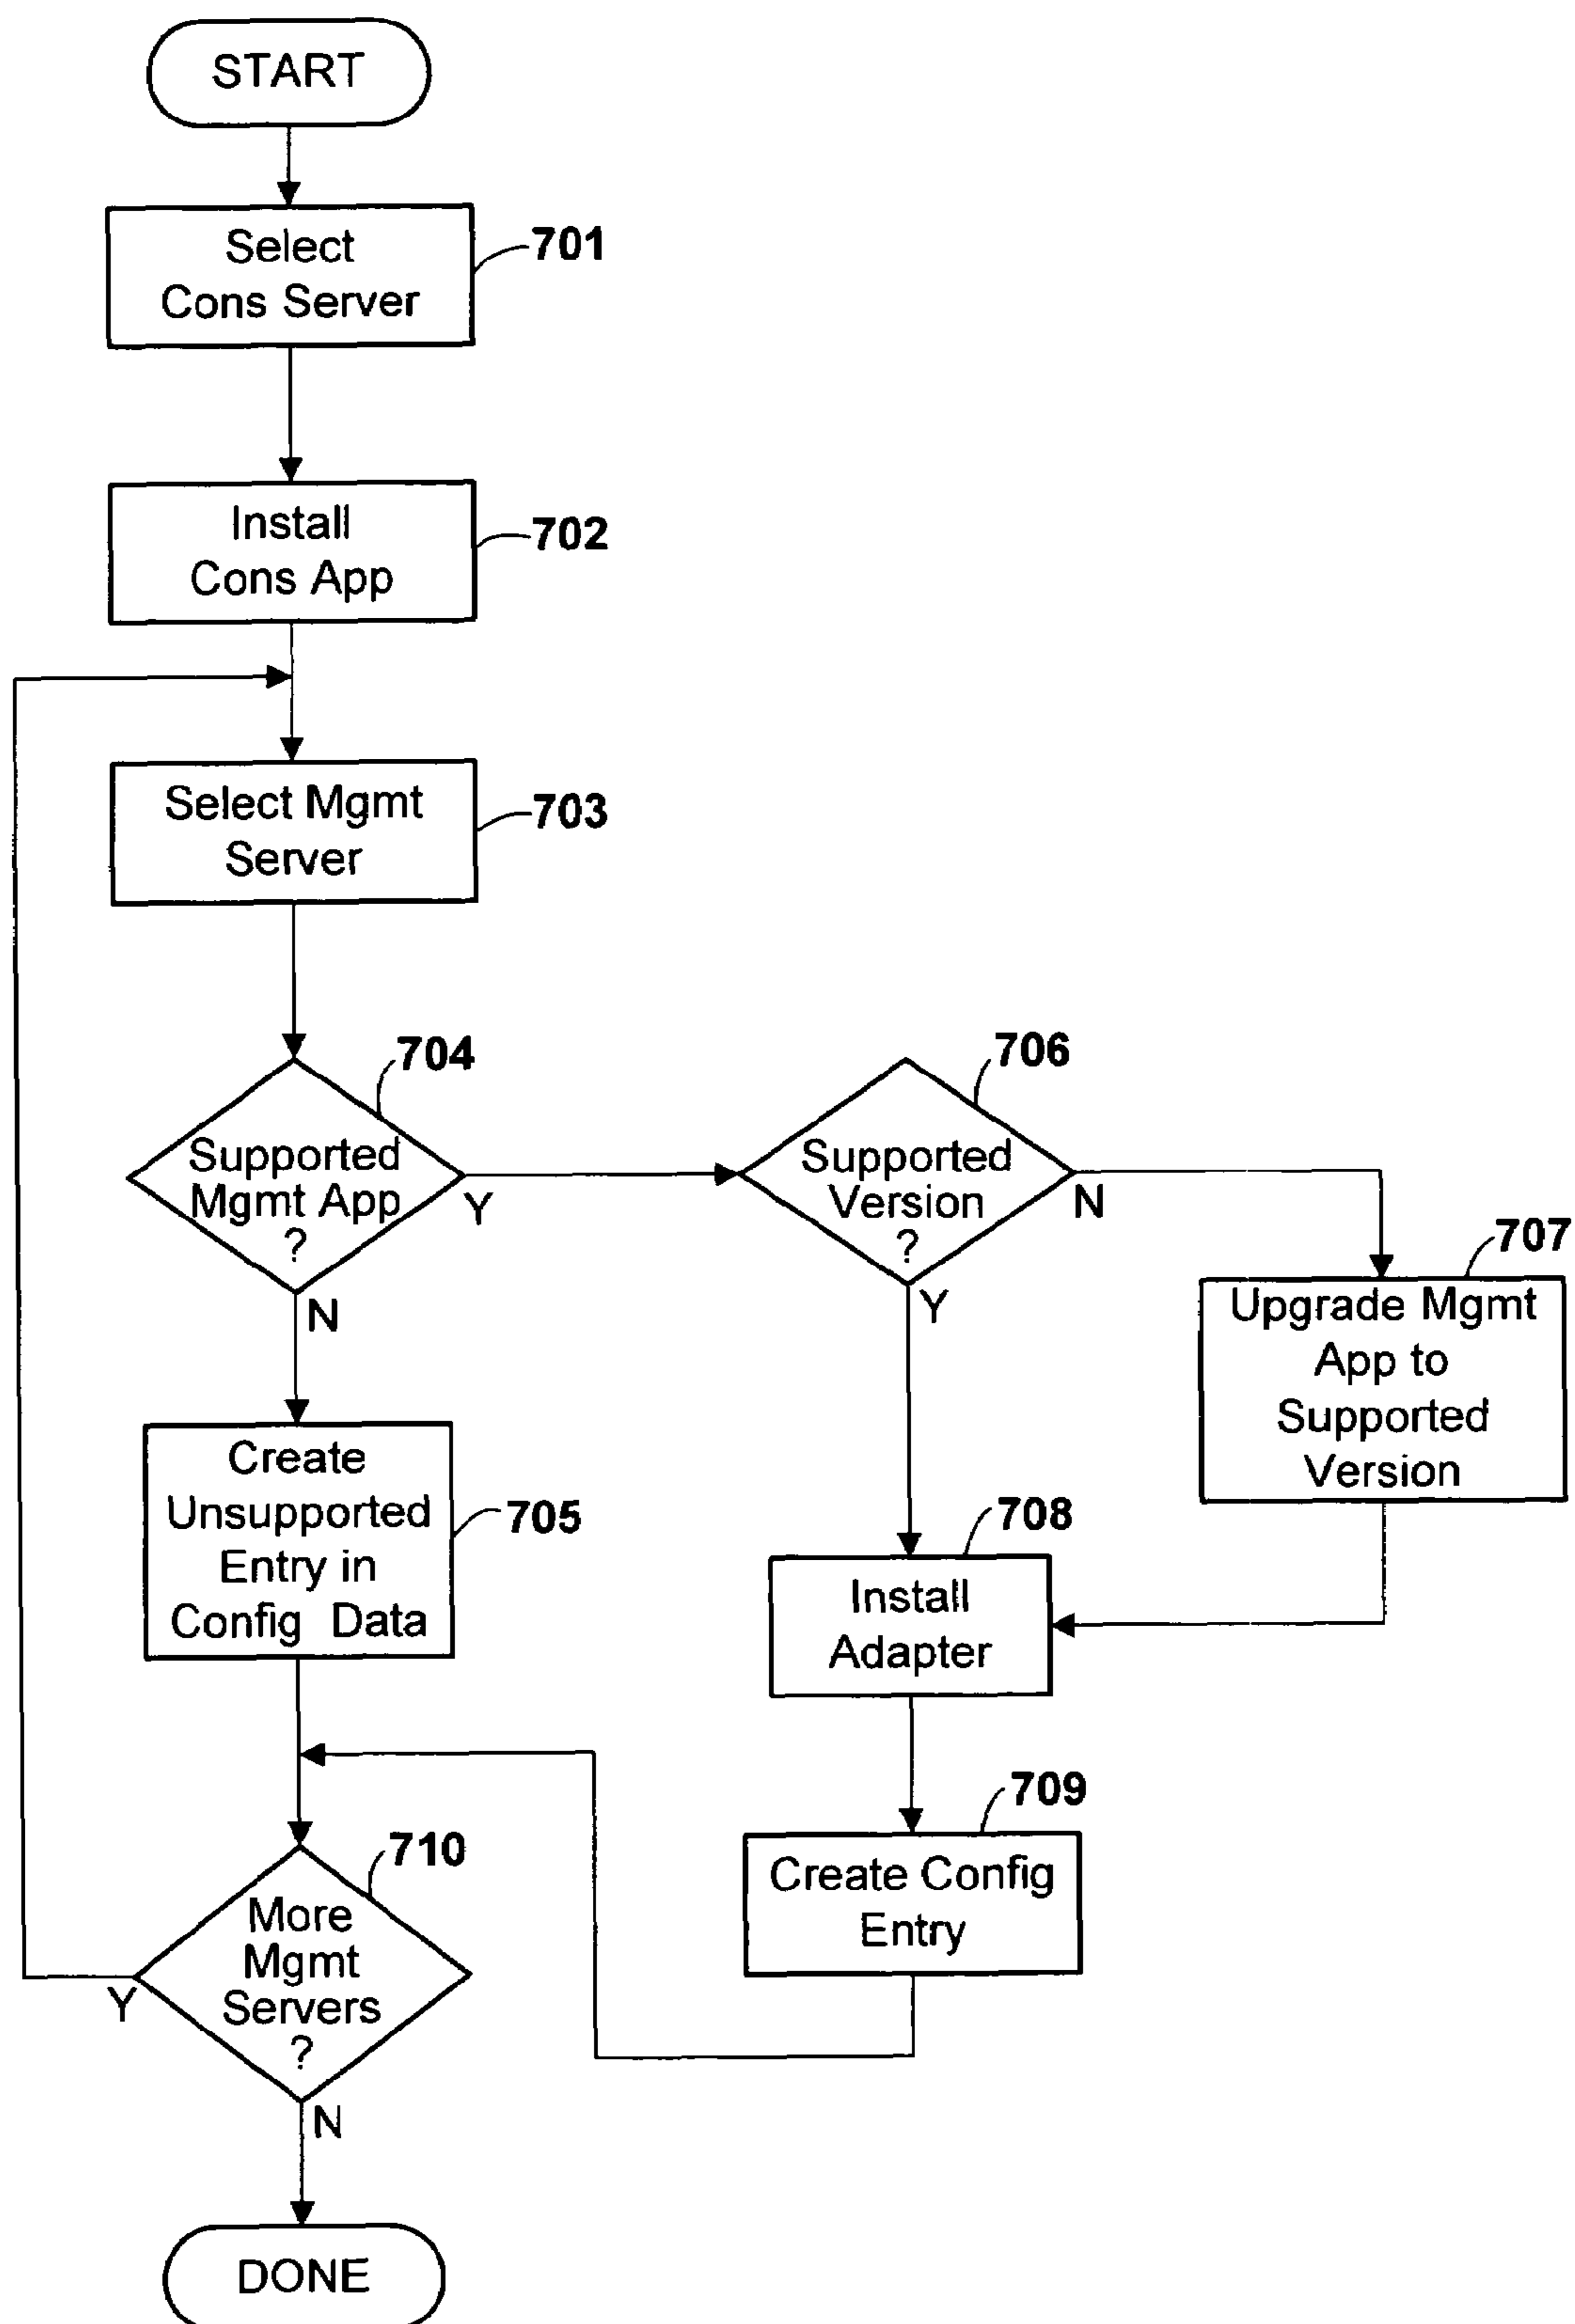 START
Select
Cons Server
701
Install
Cons App
702
Select Mgmt
Server
703
704
Supported
Mgmt App
?
Y
N
706
Supported
Version
?
N
Y
707
Upgrade Mgmt
App to
Supported
Version
Create
Unsupported
Entry in
Config Data
705
708
Install
Adapter
709
Create Config
Entry
710
More
Mgmt
Servers
?
Y
N
DONE